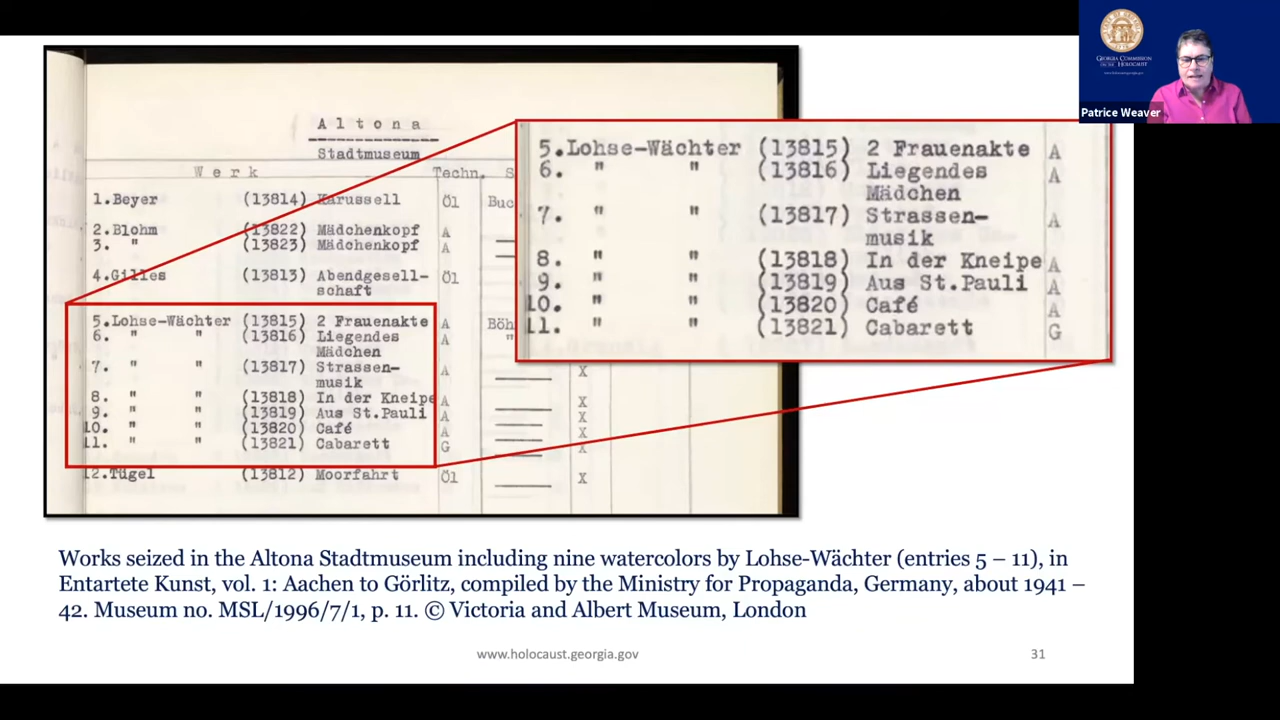 Altona
Stadtmuseum
Werk Techn.
1.Beyer (13814) Karussell Öl Buc
2.Blohm (13822) Mädchenkopf A
3. " (13823) Mädchenkopf A
4.Gilles (13813) Abendgesell-
schaft Öl
5.Lohse-Wächter (13815) 2 Frauenakte A Böh
6. " " (13816) Liegendes A "
Mädchen
7. " " (13817) Strassen- A X
musik
8. " " (13818) In der Kneipe A X
9. " " (13819) Aus St.Pauli A X
10. " " (13820) Café A X
11. " " (13821) Cabarett G X
12.Tügel (13812) Moorfahrt Öl X
5.Lohse-Wächter (13815) 2 Frauenakte A
6. " " (13816) Liegendes A
Mädchen
7. " " (13817) Strassen- A
musik
8. " " (13818) In der Kneipe A
9. " " (13819) Aus St.Pauli A
10. " " (13820) Café A
11. " " (13821) Cabarett G
Works seized in the Altona Stadtmuseum including nine watercolors by Lohse-Wächter (entries 5 – 11), in
Entartete Kunst, vol. 1: Aachen to Görlitz, compiled by the Ministry for Propaganda, Germany, about 1941 –
42. Museum no. MSL/1996/7/1, p. 11. © Victoria and Albert Museum, London
www.holocaust.georgia.gov
31
GEORGIA COMMISSION
ON THE HOLOCAUST
Patrice Weaver